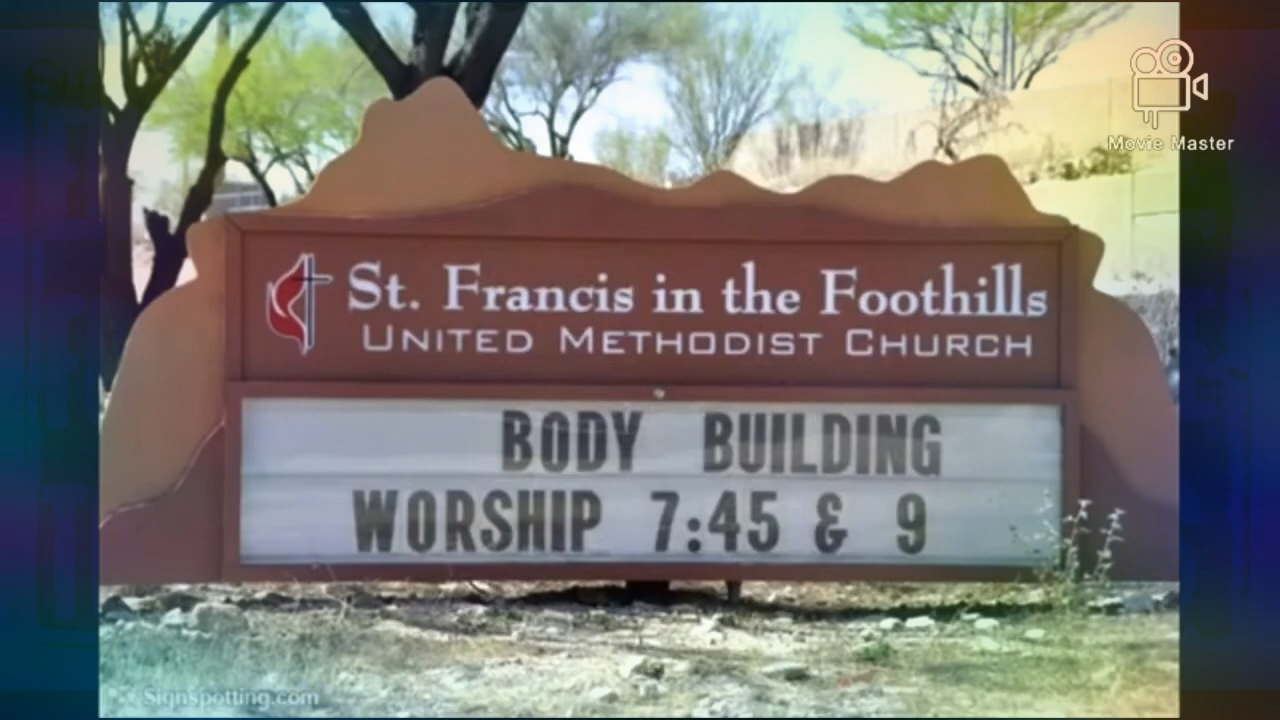 Movie Master
St. Francis in the Foothills
UNITED METHODIST CHURCH
BODY BUILDING
WORSHIP 7:45 & 9
Signspotting.com